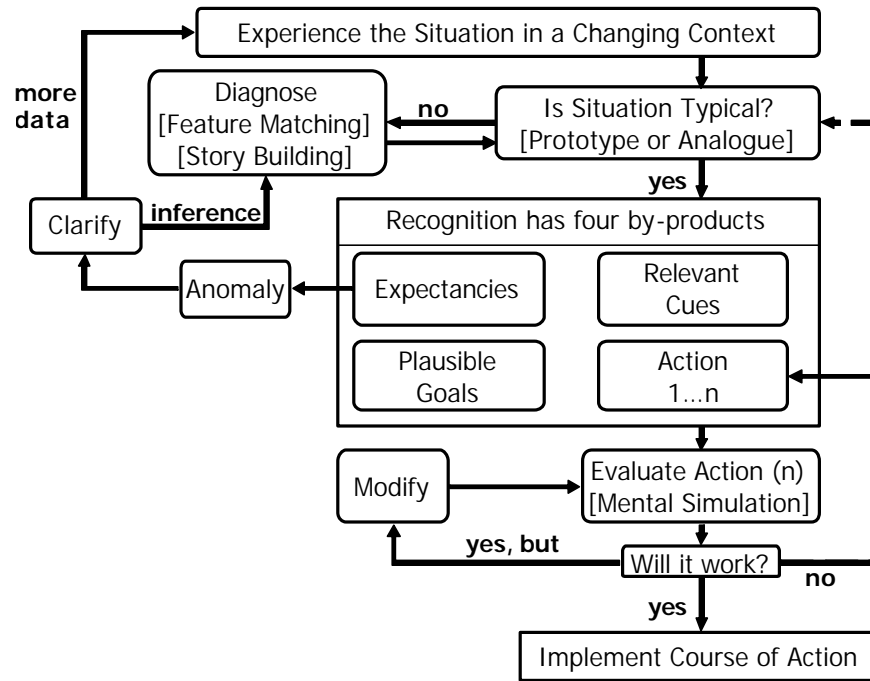 Experience the Situation in a Changing Context
more
data
Diagnose
[Feature Matching]
[Story Building]
no
Is Situation Typical?
[Prototype or Analogue]
yes
Clarify
inference
Recognition has four by-products
Anomaly
Expectancies
Relevant
Cues
Plausible
Goals
Action
1...n
Modify
Evaluate Action (n)
[Mental Simulation]
yes, but
Will it work?
no
yes
Implement Course of Action